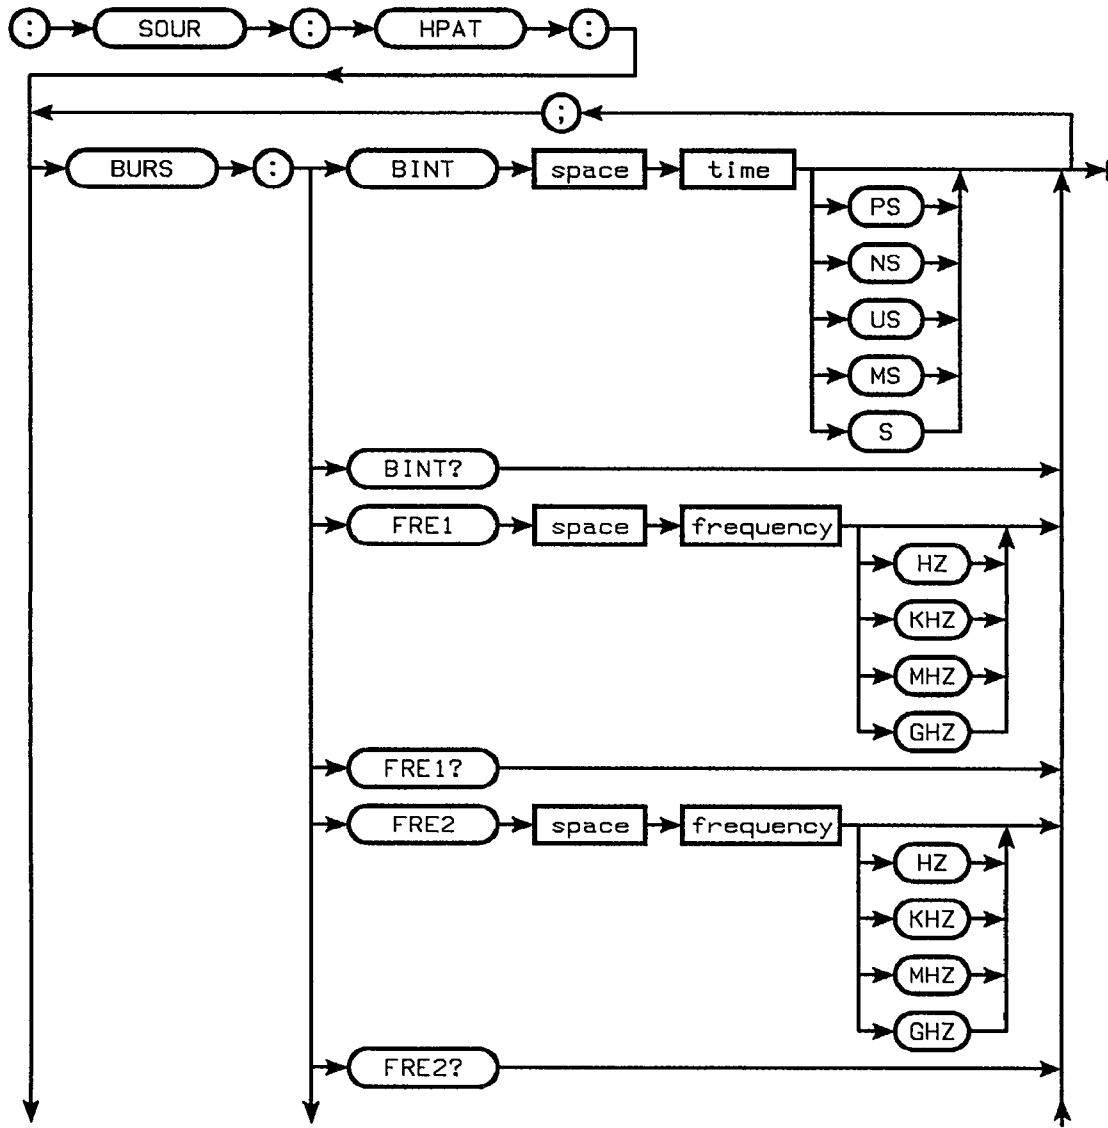 : SOUR : HPAT :
;
BURS : BINT space time
PS
NS
US
MS
S
BINT?
FRE1 space frequency
HZ
KHZ
MHZ
GHZ
FRE1?
FRE2 space frequency
HZ
KHZ
MHZ
GHZ
FRE2?